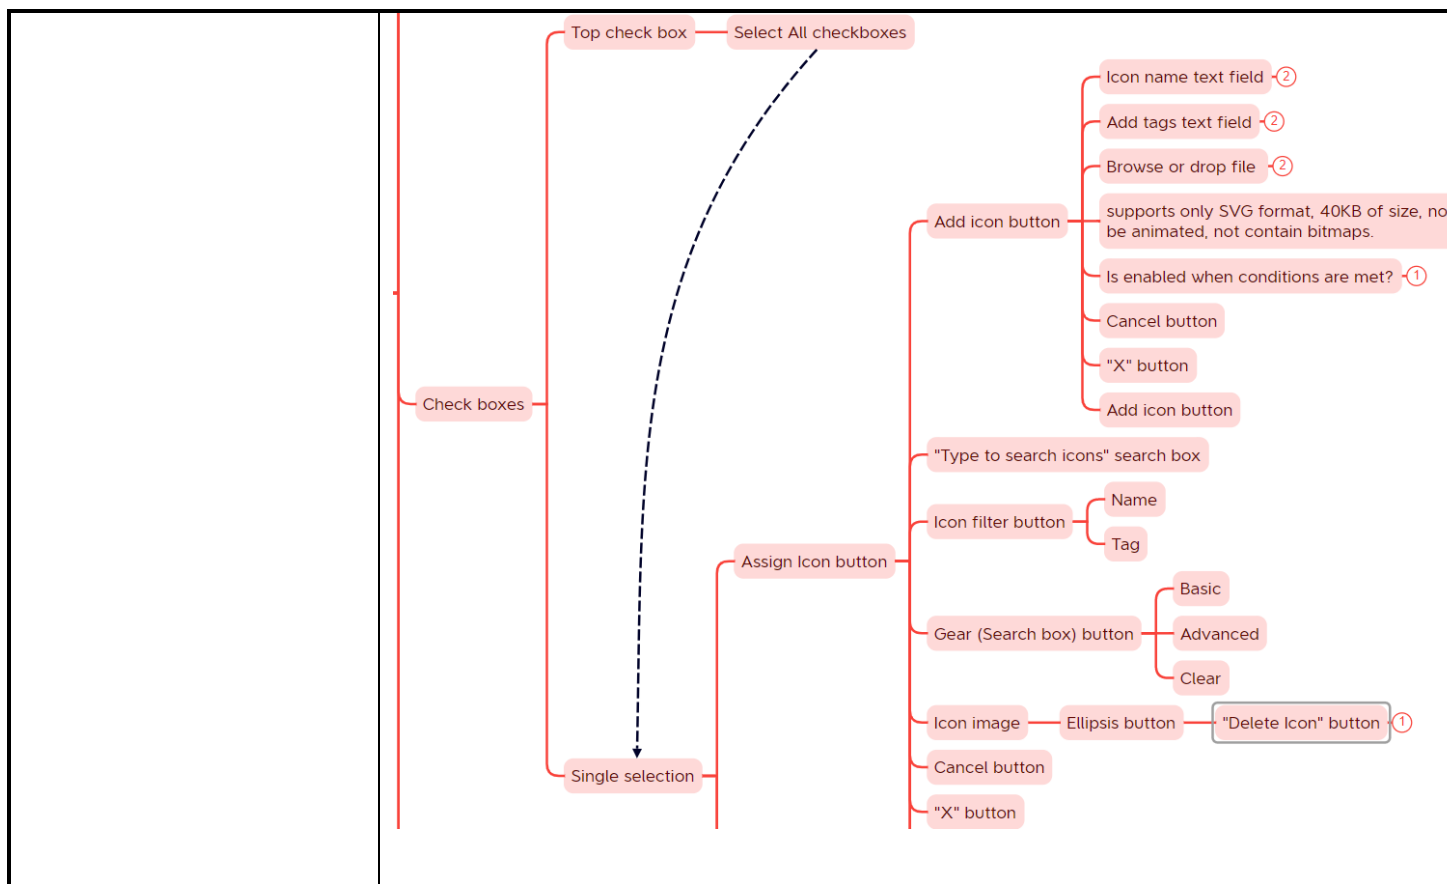 Top check box
Select All checkboxes
Icon name text field
2
Add tags text field
2
Browse or drop file
2
Add icon button
supports only SVG format, 40KB of size, no
be animated, not contain bitmaps.
Is enabled when conditions are met?
1
Cancel button
"X" button
Check boxes
Add icon button
"Type to search icons" search box
Name
Icon filter button
Tag
Assign Icon button
Basic
Gear (Search box) button
Advanced
Clear
Icon image
Ellipsis button
"Delete Icon" button
1
Cancel button
Single selection
"X" button